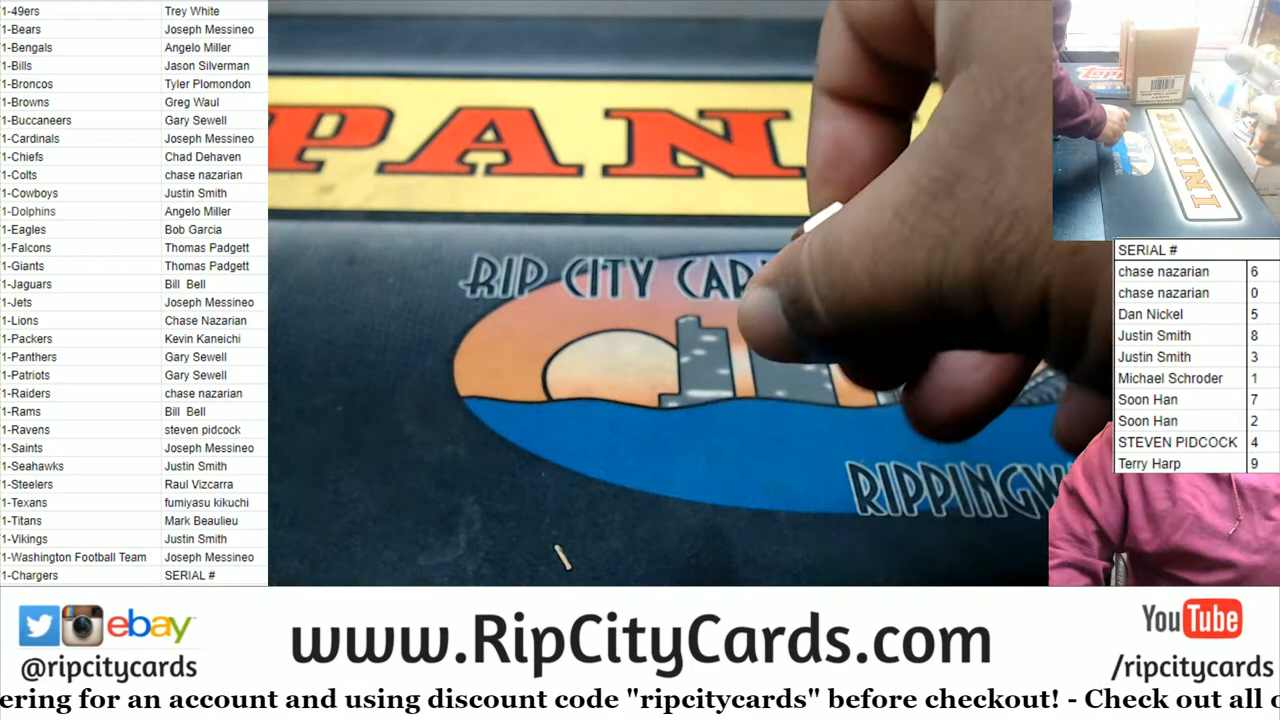 1-49ers Trey White
1-Bears Joseph Messineo
1-Bengals Angelo Miller
1-Bills Jason Silverman
1-Broncos Tyler Plomondon
1-Browns Greg Waul
1-Buccaneers Gary Sewell
1-Cardinals Joseph Messineo
1-Chiefs Chad Dehaven
1-Colts chase nazarian
1-Cowboys Justin Smith
1-Dolphins Angelo Miller
1-Eagles Bob Garcia
1-Falcons Thomas Padgett
1-Giants Thomas Padgett
1-Jaguars Bill Bell
1-Jets Joseph Messineo
1-Lions Chase Nazarian
1-Packers Kevin Kaneichi
1-Panthers Gary Sewell
1-Patriots Gary Sewell
1-Raiders chase nazarian
1-Rams Bill Bell
1-Ravens steven pidcock
1-Saints Joseph Messineo
1-Seahawks Justin Smith
1-Steelers Raul Vizcarra
1-Texans fumiyasu kikuchi
1-Titans Mark Beaulieu
1-Vikings Justin Smith
1-Washington Football Team Joseph Messineo
1-Chargers SERIAL #
PAN
RIP CITY CAR
RIPPINGW
PANINI
SERIAL #
chase nazarian 6
chase nazarian 0
Dan Nickel 5
Justin Smith 8
Justin Smith 3
Michael Schroder 1
Soon Han 7
Soon Han 2
STEVEN PIDCOCK 4
Terry Harp 9
ebay
@ripcitycards
www.RipCityCards.com
YouTube
/ripcitycards
ering for an account and using discount code "ripcitycards" before checkout! - Check out all